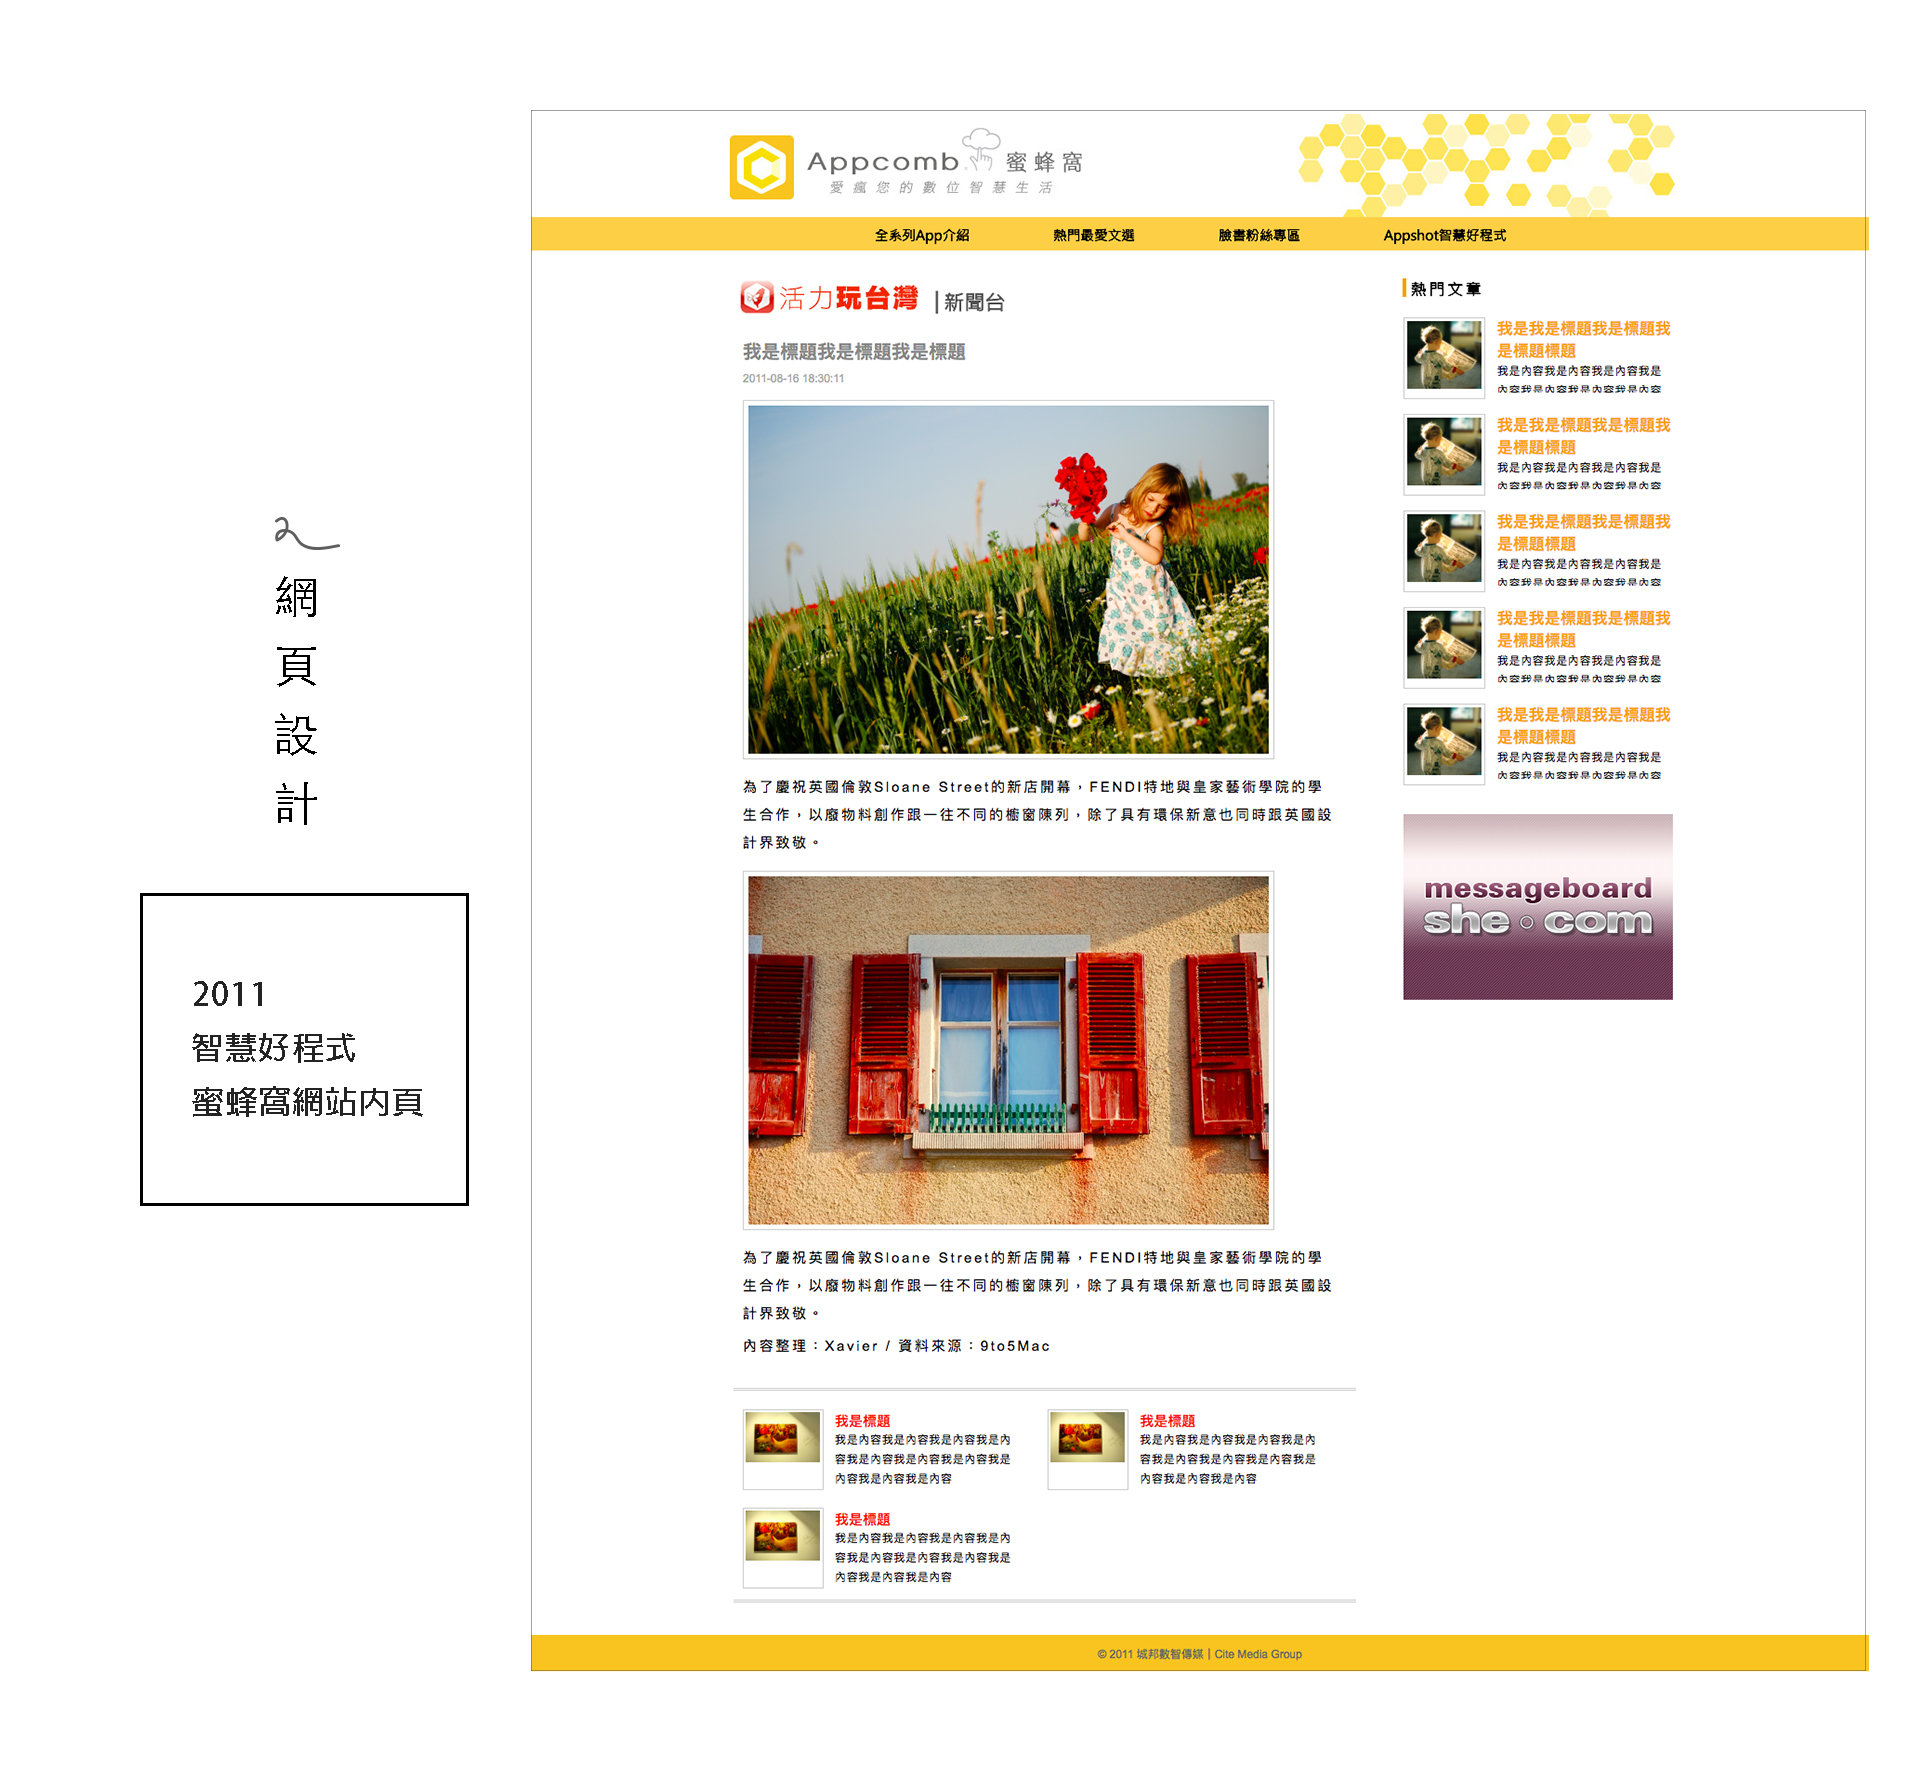 網
頁
設
計
2011
智慧好程式
蜜蜂窩網站內頁
Appcomb 蜜蜂窩
愛瘋您的數位智慧生活
全系列App介紹 熱門最愛文選 臉書粉絲專區 Appshot智慧好程式
活力玩台灣 | 新聞台
我是標題我是標題我是標題
2011-08-16 18:30:11
為了慶祝英國倫敦Sloane Street的新店開幕，FENDI特地與皇家藝術學院的學
生合作，以廢物料創作跟一往不同的櫥窗陳列，除了具有環保新意也同時跟英國設
計界致敬。
為了慶祝英國倫敦Sloane Street的新店開幕，FENDI特地與皇家藝術學院的學
生合作，以廢物料創作跟一往不同的櫥窗陳列，除了具有環保新意也同時跟英國設
計界致敬。
內容整理：Xavier / 資料來源：9to5Mac
我是標題
我是內容我是內容我是內容我是內
容我是內容我是內容我是內容我是
內容我是內容我是內容
我是標題
我是內容我是內容我是內容我是內
容我是內容我是內容我是內容我是
內容我是內容我是內容
我是標題
我是內容我是內容我是內容我是內
容我是內容我是內容我是內容我是
內容我是內容我是內容
熱門文章
我是我是標題我是標題我
是標題標題
我是內容我是內容我是內容我是
內容我是內容我是內容我是內容
我是我是標題我是標題我
是標題標題
我是內容我是內容我是內容我是
內容我是內容我是內容我是內容
我是我是標題我是標題我
是標題標題
我是內容我是內容我是內容我是
內容我是內容我是內容我是內容
我是我是標題我是標題我
是標題標題
我是內容我是內容我是內容我是
內容我是內容我是內容我是內容
我是我是標題我是標題我
是標題標題
我是內容我是內容我是內容我是
內容我是內容我是內容我是內容
messageboard
she.com
© 2011 城邦數智傳媒 | Cite Media Group